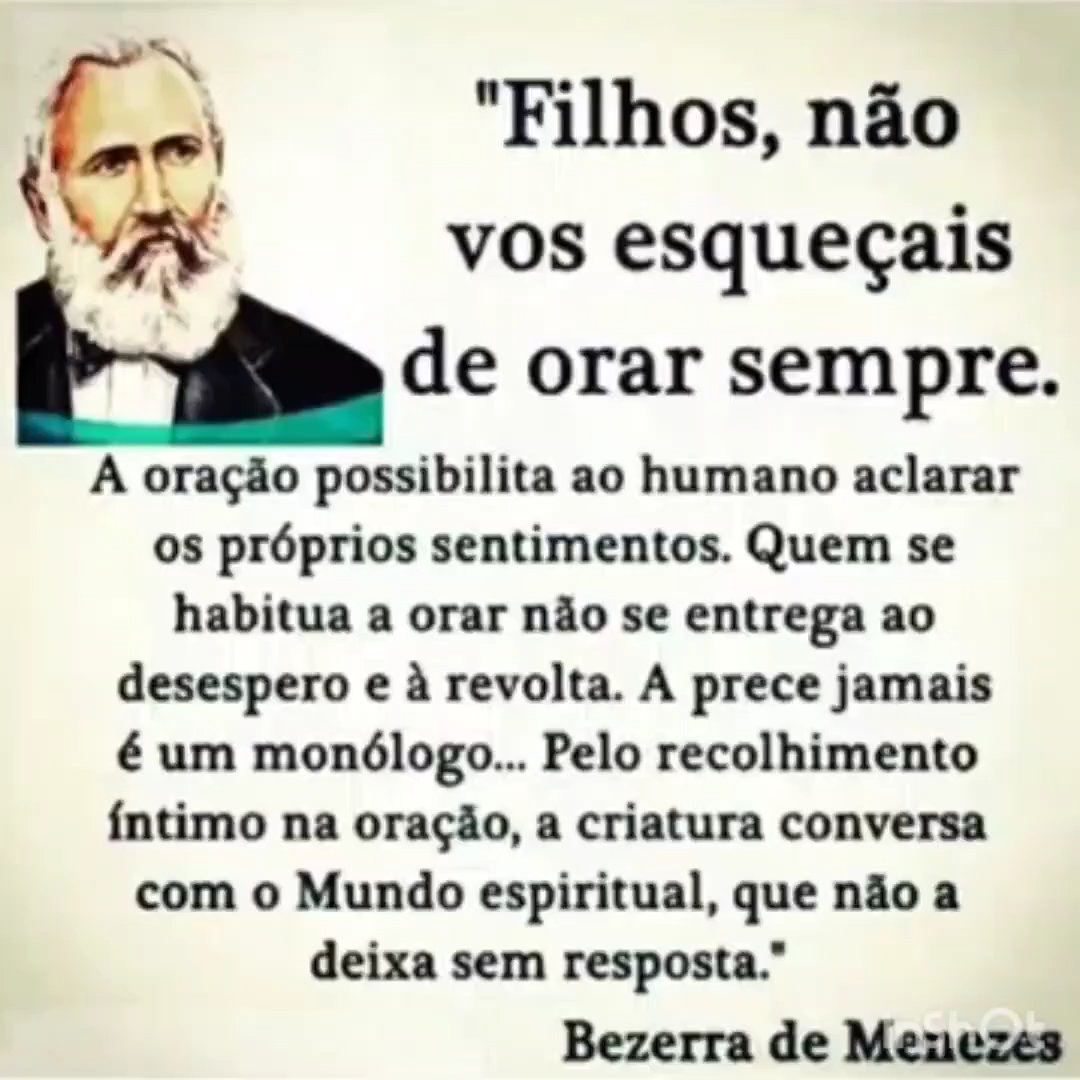 "Filhos, não
vos esqueçais
de orar sempre.
A oração possibilita ao humano aclarar
os próprios sentimentos. Quem se
habitua a orar não se entrega ao
desespero e à revolta. A prece jamais
é um monólogo... Pelo recolhimento
íntimo na oração, a criatura conversa
com o Mundo espiritual, que não a
deixa sem resposta."
Bezerra de Menezes
InShOt